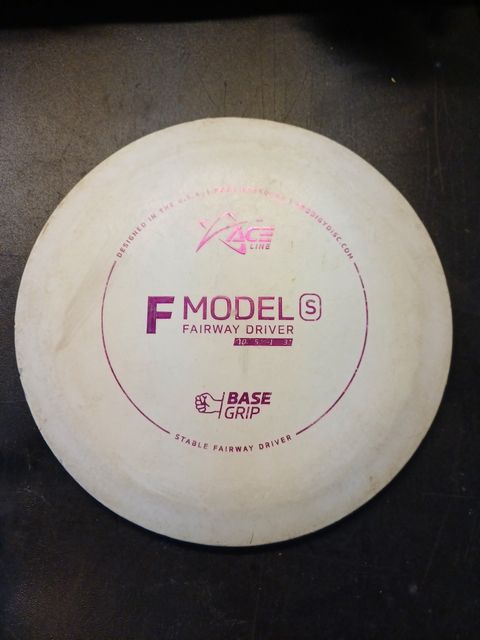 DESIGNED IN THE U.S.A. PRODIGYDISC.COM
ACE
LINE
F MODEL S
FAIRWAY DRIVER
BASE
GRIP
STABLE FAIRWAY DRIVER